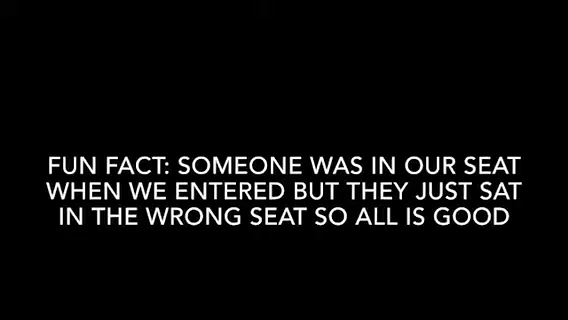 FUN FACT: SOMEONE WAS IN OUR SEAT
WHEN WE ENTERED BUT THEY JUST SAT
IN THE WRONG SEAT SO ALL IS GOOD